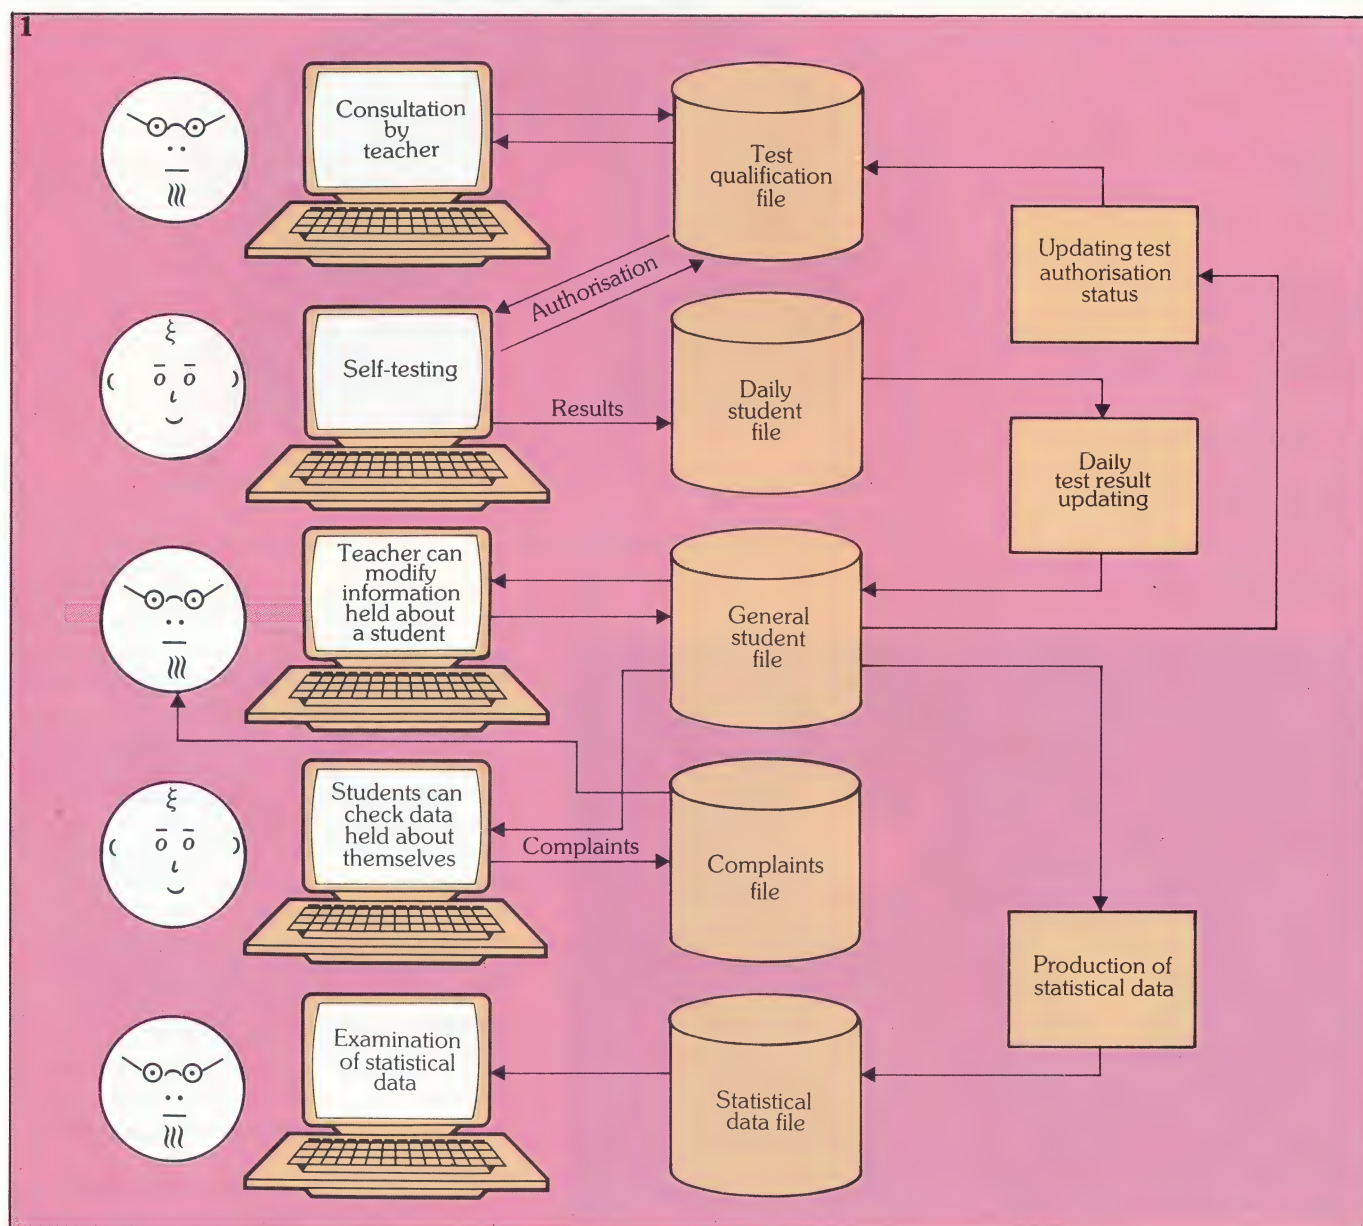 1
Consultation
by
teacher
Test
qualification
file
Updating test
authorisation
status
Authorisation
Self-testing
Results
Daily
student
file
Daily
test result
updating
Teacher can
modify
information
held about
a student
General
student
file
Students can
check data
held about
themselves
Complaints
Complaints
file
Production of
statistical data
Examination
of statistical
data
Statistical
data file